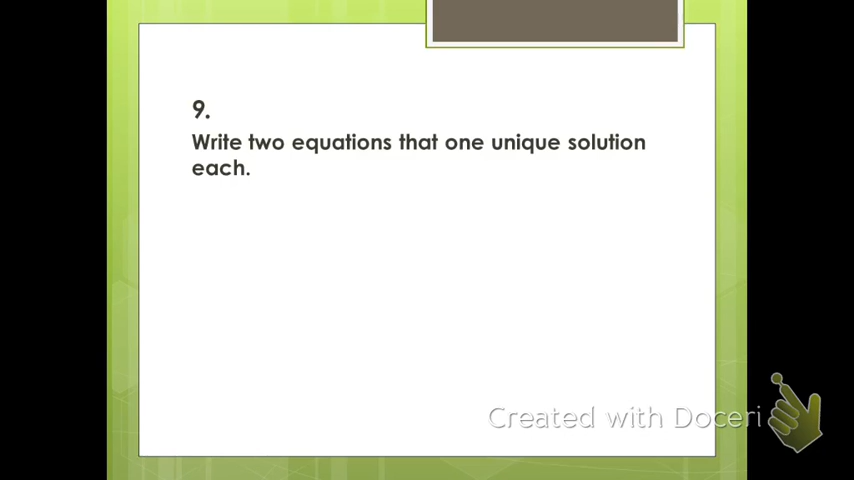 9.
Write two equations that one unique solution
each.
Created with Doceri